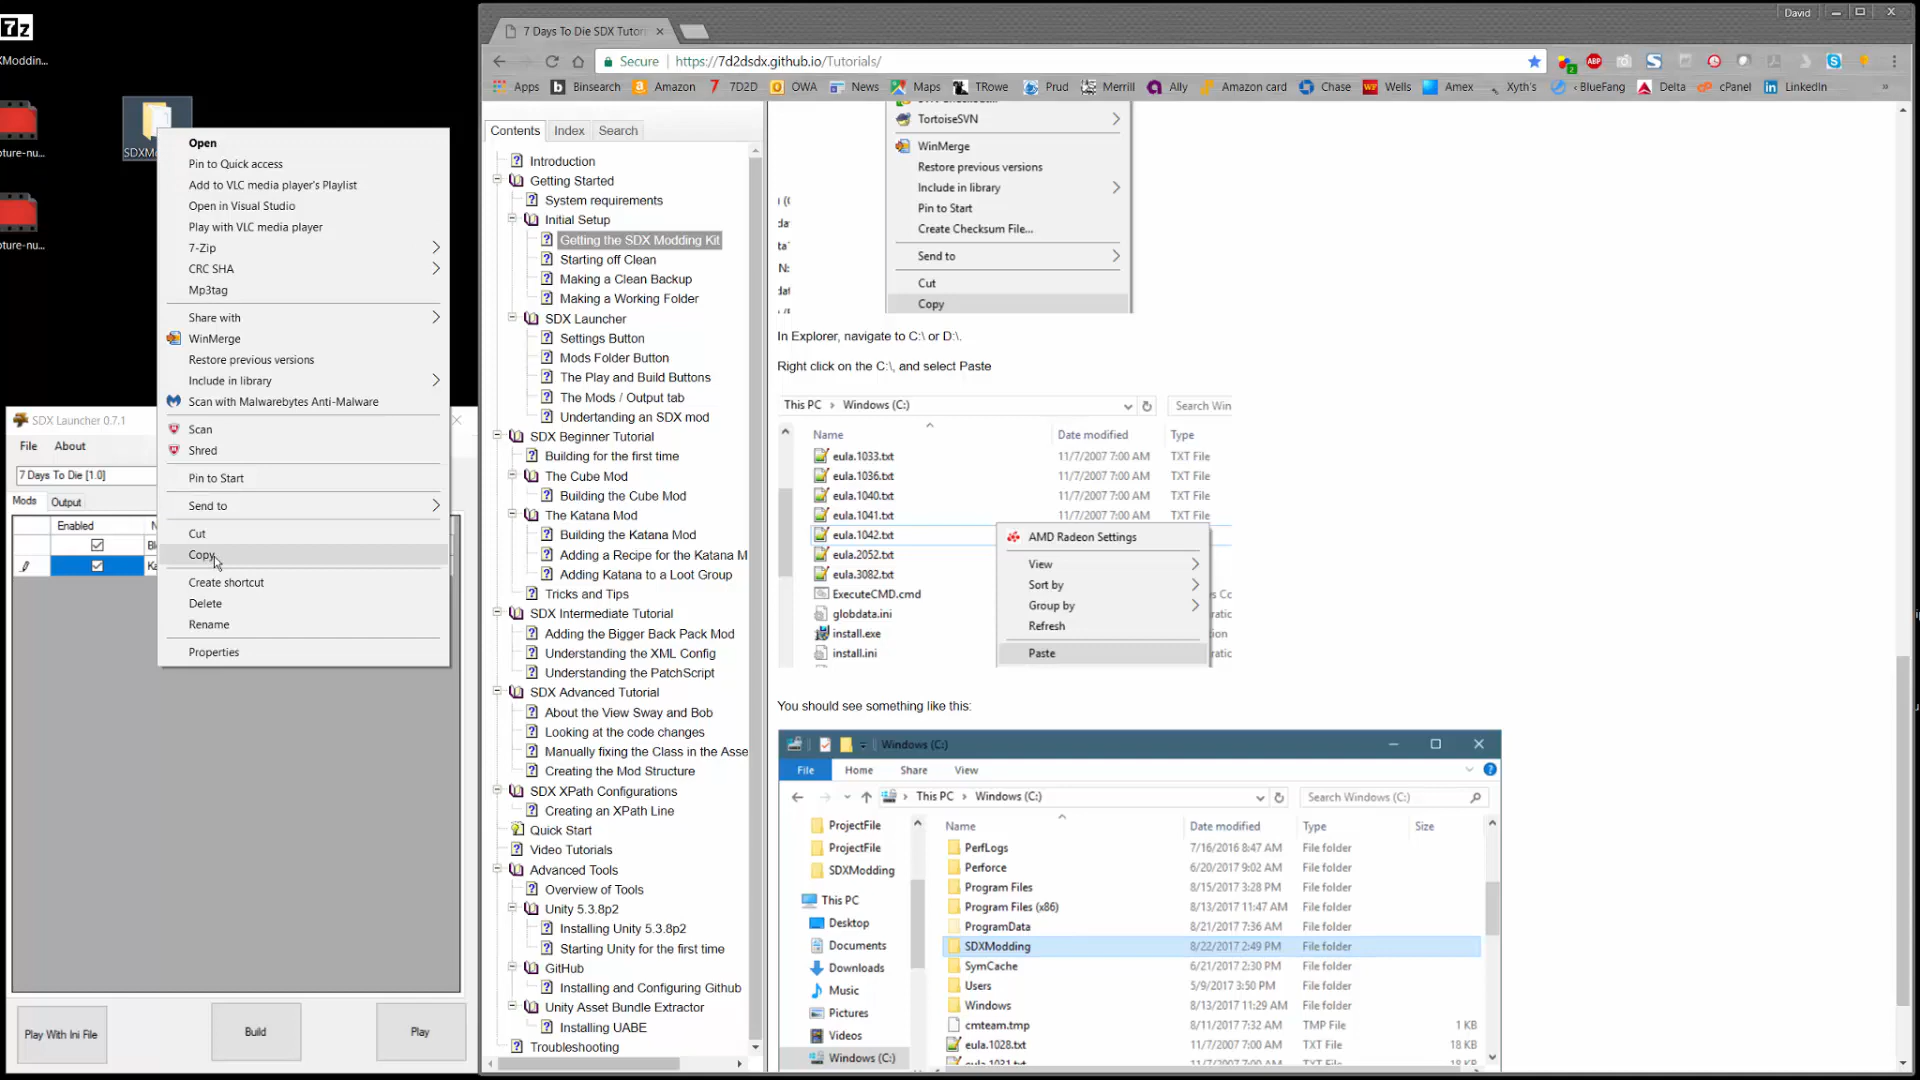 7z
XModdin...
pture-nu...
pture-nu...
SDXMo
Open
Pin to Quick access
Add to VLC media player's Playlist
Open in Visual Studio
Play with VLC media player
7-Zip
CRC SHA
Mp3tag
Share with
WinMerge
Restore previous versions
Include in library
Scan with Malwarebytes Anti-Malware
Scan
Shred
Pin to Start
Send to
Cut
Copy
Create shortcut
Delete
Rename
Properties
SDX Launcher 0.7.1
File About
7 Days To Die [1.0]
Mods Output
Enabled N
Bl
Ka
Play With Ini File Build Play
David
7 Days To Die SDX Tutor
Secure https://7d2dsdx.github.io/Tutorials/
Apps Binsearch Amazon 7D2D OWA News Maps TRowe Prud Merrill Ally Amazon card Chase Wells Amex Xyth's BlueFang Delta cPanel LinkedIn
Contents Index Search
Introduction
Getting Started
System requirements
Initial Setup
Getting the SDX Modding Kit
Starting off Clean
Making a Clean Backup
Making a Working Folder
SDX Launcher
Settings Button
Mods Folder Button
The Play and Build Buttons
The Mods / Output tab
Undertanding an SDX mod
SDX Beginner Tutorial
Building for the first time
The Cube Mod
Building the Cube Mod
The Katana Mod
Building the Katana Mod
Adding a Recipe for the Katana M
Adding Katana to a Loot Group
Tricks and Tips
SDX Intermediate Tutorial
Adding the Bigger Back Pack Mod
Understanding the XML Config
Understanding the PatchScript
SDX Advanced Tutorial
About the View Sway and Bob
Looking at the code changes
Manually fixing the Class in the Asse
Creating the Mod Structure
SDX XPath Configurations
Creating an XPath Line
Quick Start
Video Tutorials
Advanced Tools
Overview of Tools
Unity 5.3.8p2
Installing Unity 5.3.8p2
Starting Unity for the first time
GitHub
Installing and Configuring Github
Unity Asset Bundle Extractor
Installing UABE
Troubleshooting
TortoiseSVN
WinMerge
Restore previous versions
Include in library
Pin to Start
Create Checksum File...
Send to
Cut
Copy
In Explorer, navigate to C:\ or D:\.
Right click on the C:\, and select Paste
This PC > Windows (C:) Search Win
Name Date modified Type
eula.1033.txt 11/7/2007 7:00 AM TXT File
eula.1036.txt 11/7/2007 7:00 AM TXT File
eula.1040.txt 11/7/2007 7:00 AM TXT File
eula.1041.txt 11/7/2007 7:00 AM TXT File
eula.1042.txt
eula.2052.txt
eula.3082.txt
ExecuteCMD.cmd
globdata.ini
install.exe
install.ini
AMD Radeon Settings
View
Sort by
Group by
Refresh
Paste
You should see something like this:
Windows (C:)
File Home Share View
This PC > Windows (C:) Search Windows (C:)
ProjectFile
ProjectFile
SDXModding
This PC
Desktop
Documents
Downloads
Music
Pictures
Videos
Windows (C:)
Name Date modified Type Size
PerfLogs 7/16/2016 8:47 AM File folder
Perforce 6/20/2017 9:02 AM File folder
Program Files 8/15/2017 3:28 PM File folder
Program Files (x86) 8/13/2017 11:47 AM File folder
ProgramData 8/21/2017 7:36 AM File folder
SDXModding 8/22/2017 2:49 PM File folder
SymCache 6/21/2017 2:30 PM File folder
Users 5/9/2017 3:50 PM File folder
Windows 8/13/2017 11:29 AM File folder
cmteam.tmp 8/11/2017 7:32 AM TMP File 1 KB
eula.1028.txt 11/7/2007 7:00 AM TXT File 18 KB
eula.1031.txt 11/7/2007 7:00 AM TXT File 18 KB